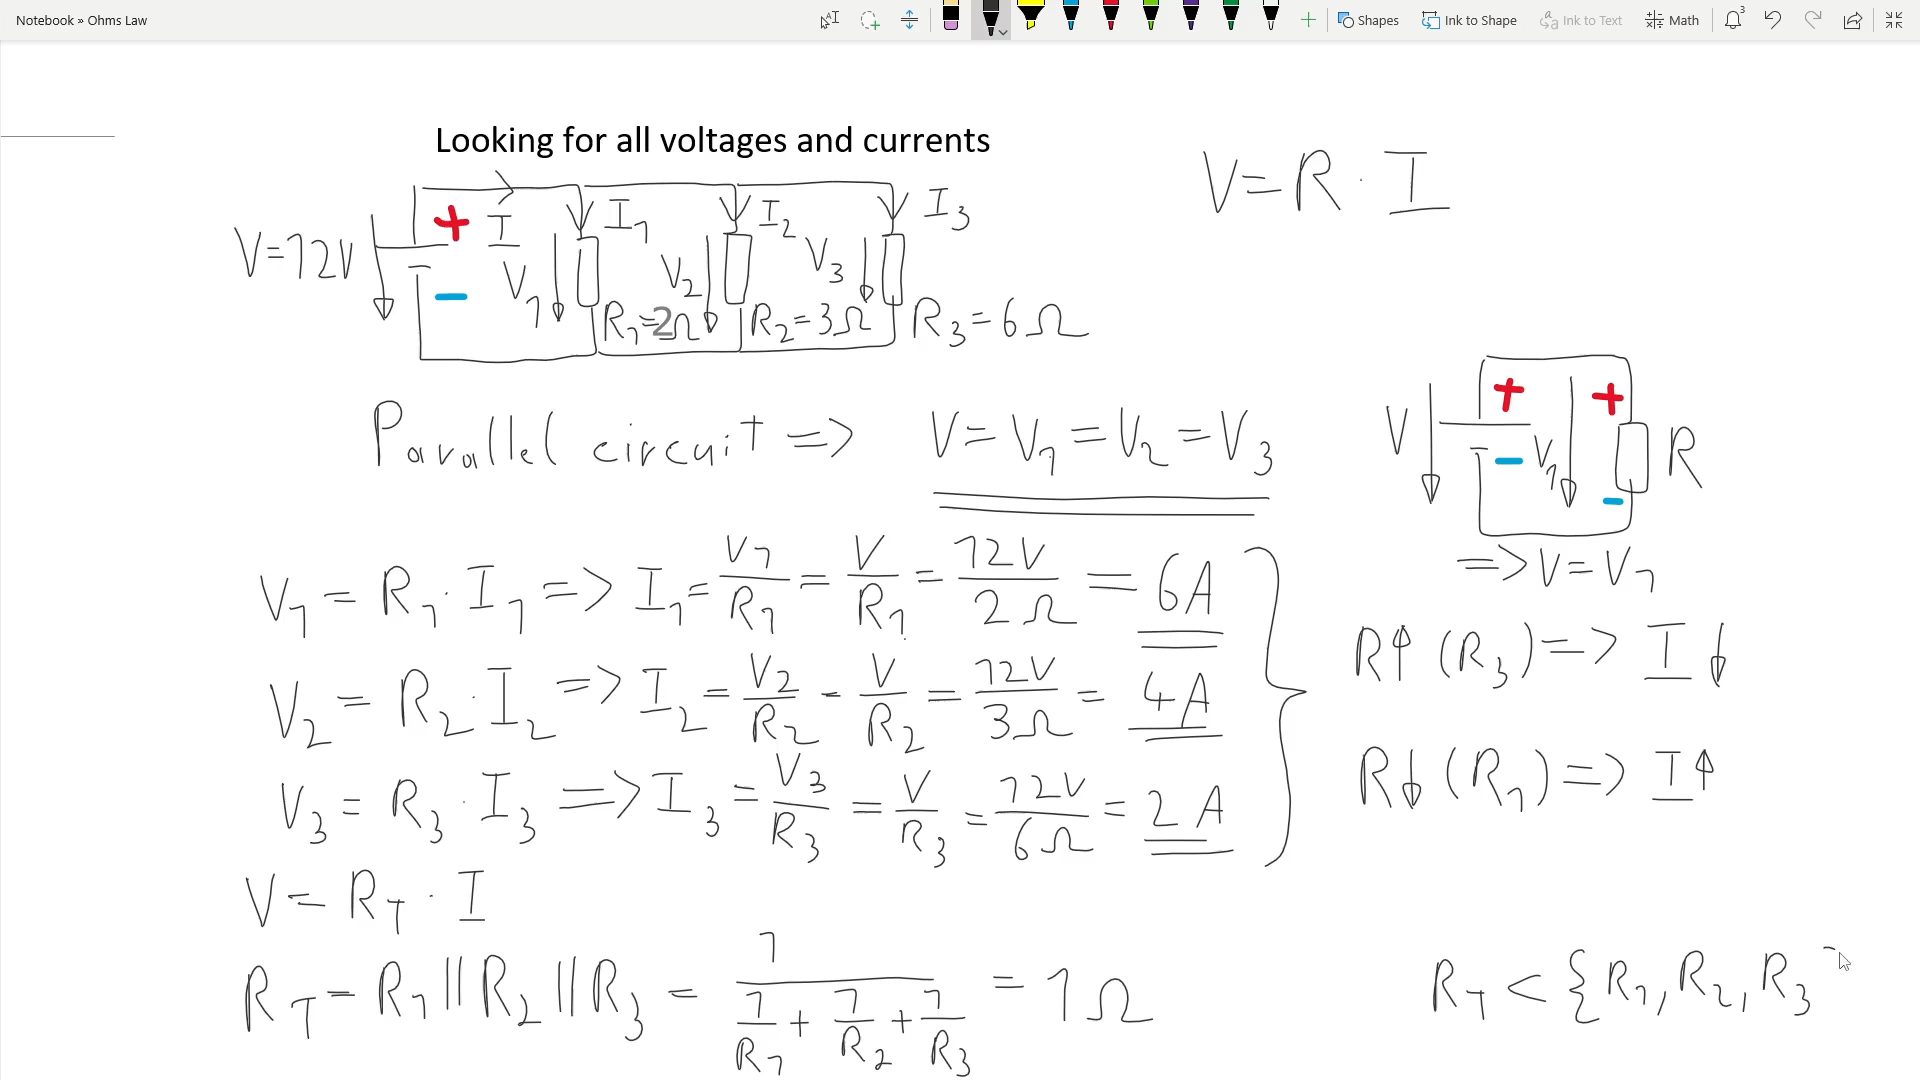 Notebook » Ohms Law
Shapes Ink to Shape Ink to Text Math 3
Looking for all voltages and currents
V = R · I
V=12V + I I1 I2 I3
− V1 V2 V3
R1=2Ω R2=3Ω R3=6Ω
Parallel circuit => V = V1 = V2 = V3
V + + R
− V1 −
=> V = V1
V1 = R1 · I1 => I1 = V1/R1 = V/R1 = 12V/2Ω = 6A
R↑ (R3) => I↓
V2 = R2 · I2 => I2 = V2/R2 - V/R2 = 12V/3Ω = 4A
R↓ (R1) => I↑
V3 = R3 · I3 => I3 = V3/R3 = V/R3 = 12V/6Ω = 2A
V = RT · I
RT = R1 || R2 || R3 = 1/(1/R1 + 1/R2 + 1/R3) = 1Ω
RT < {R1, R2, R3